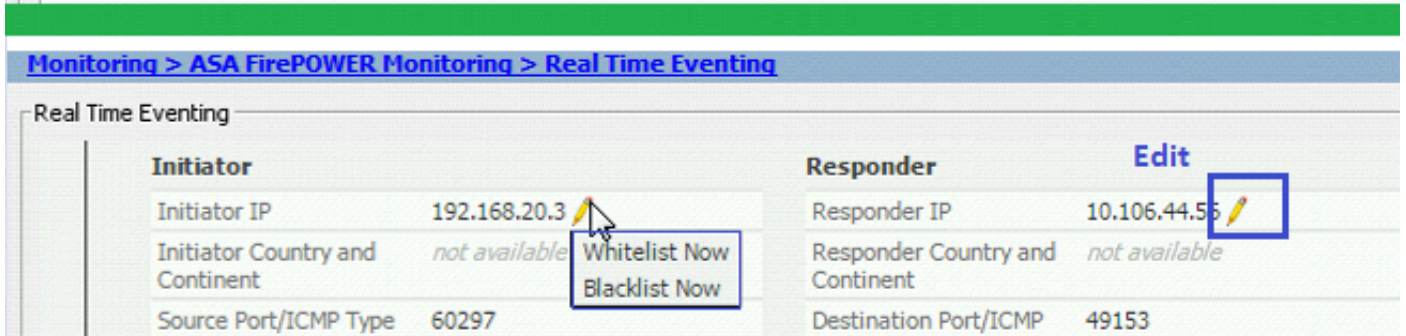 Monitoring > ASA FirePOWER Monitoring > Real Time Eventing
Real Time Eventing
Edit
Initiator
Responder
Initiator IP 192.168.20.3
Responder IP 10.106.44.55
Initiator Country and Continent not available
Whitelist Now
Blacklist Now
Responder Country and Continent not available
Source Port/ICMP Type 60297
Destination Port/ICMP 49153